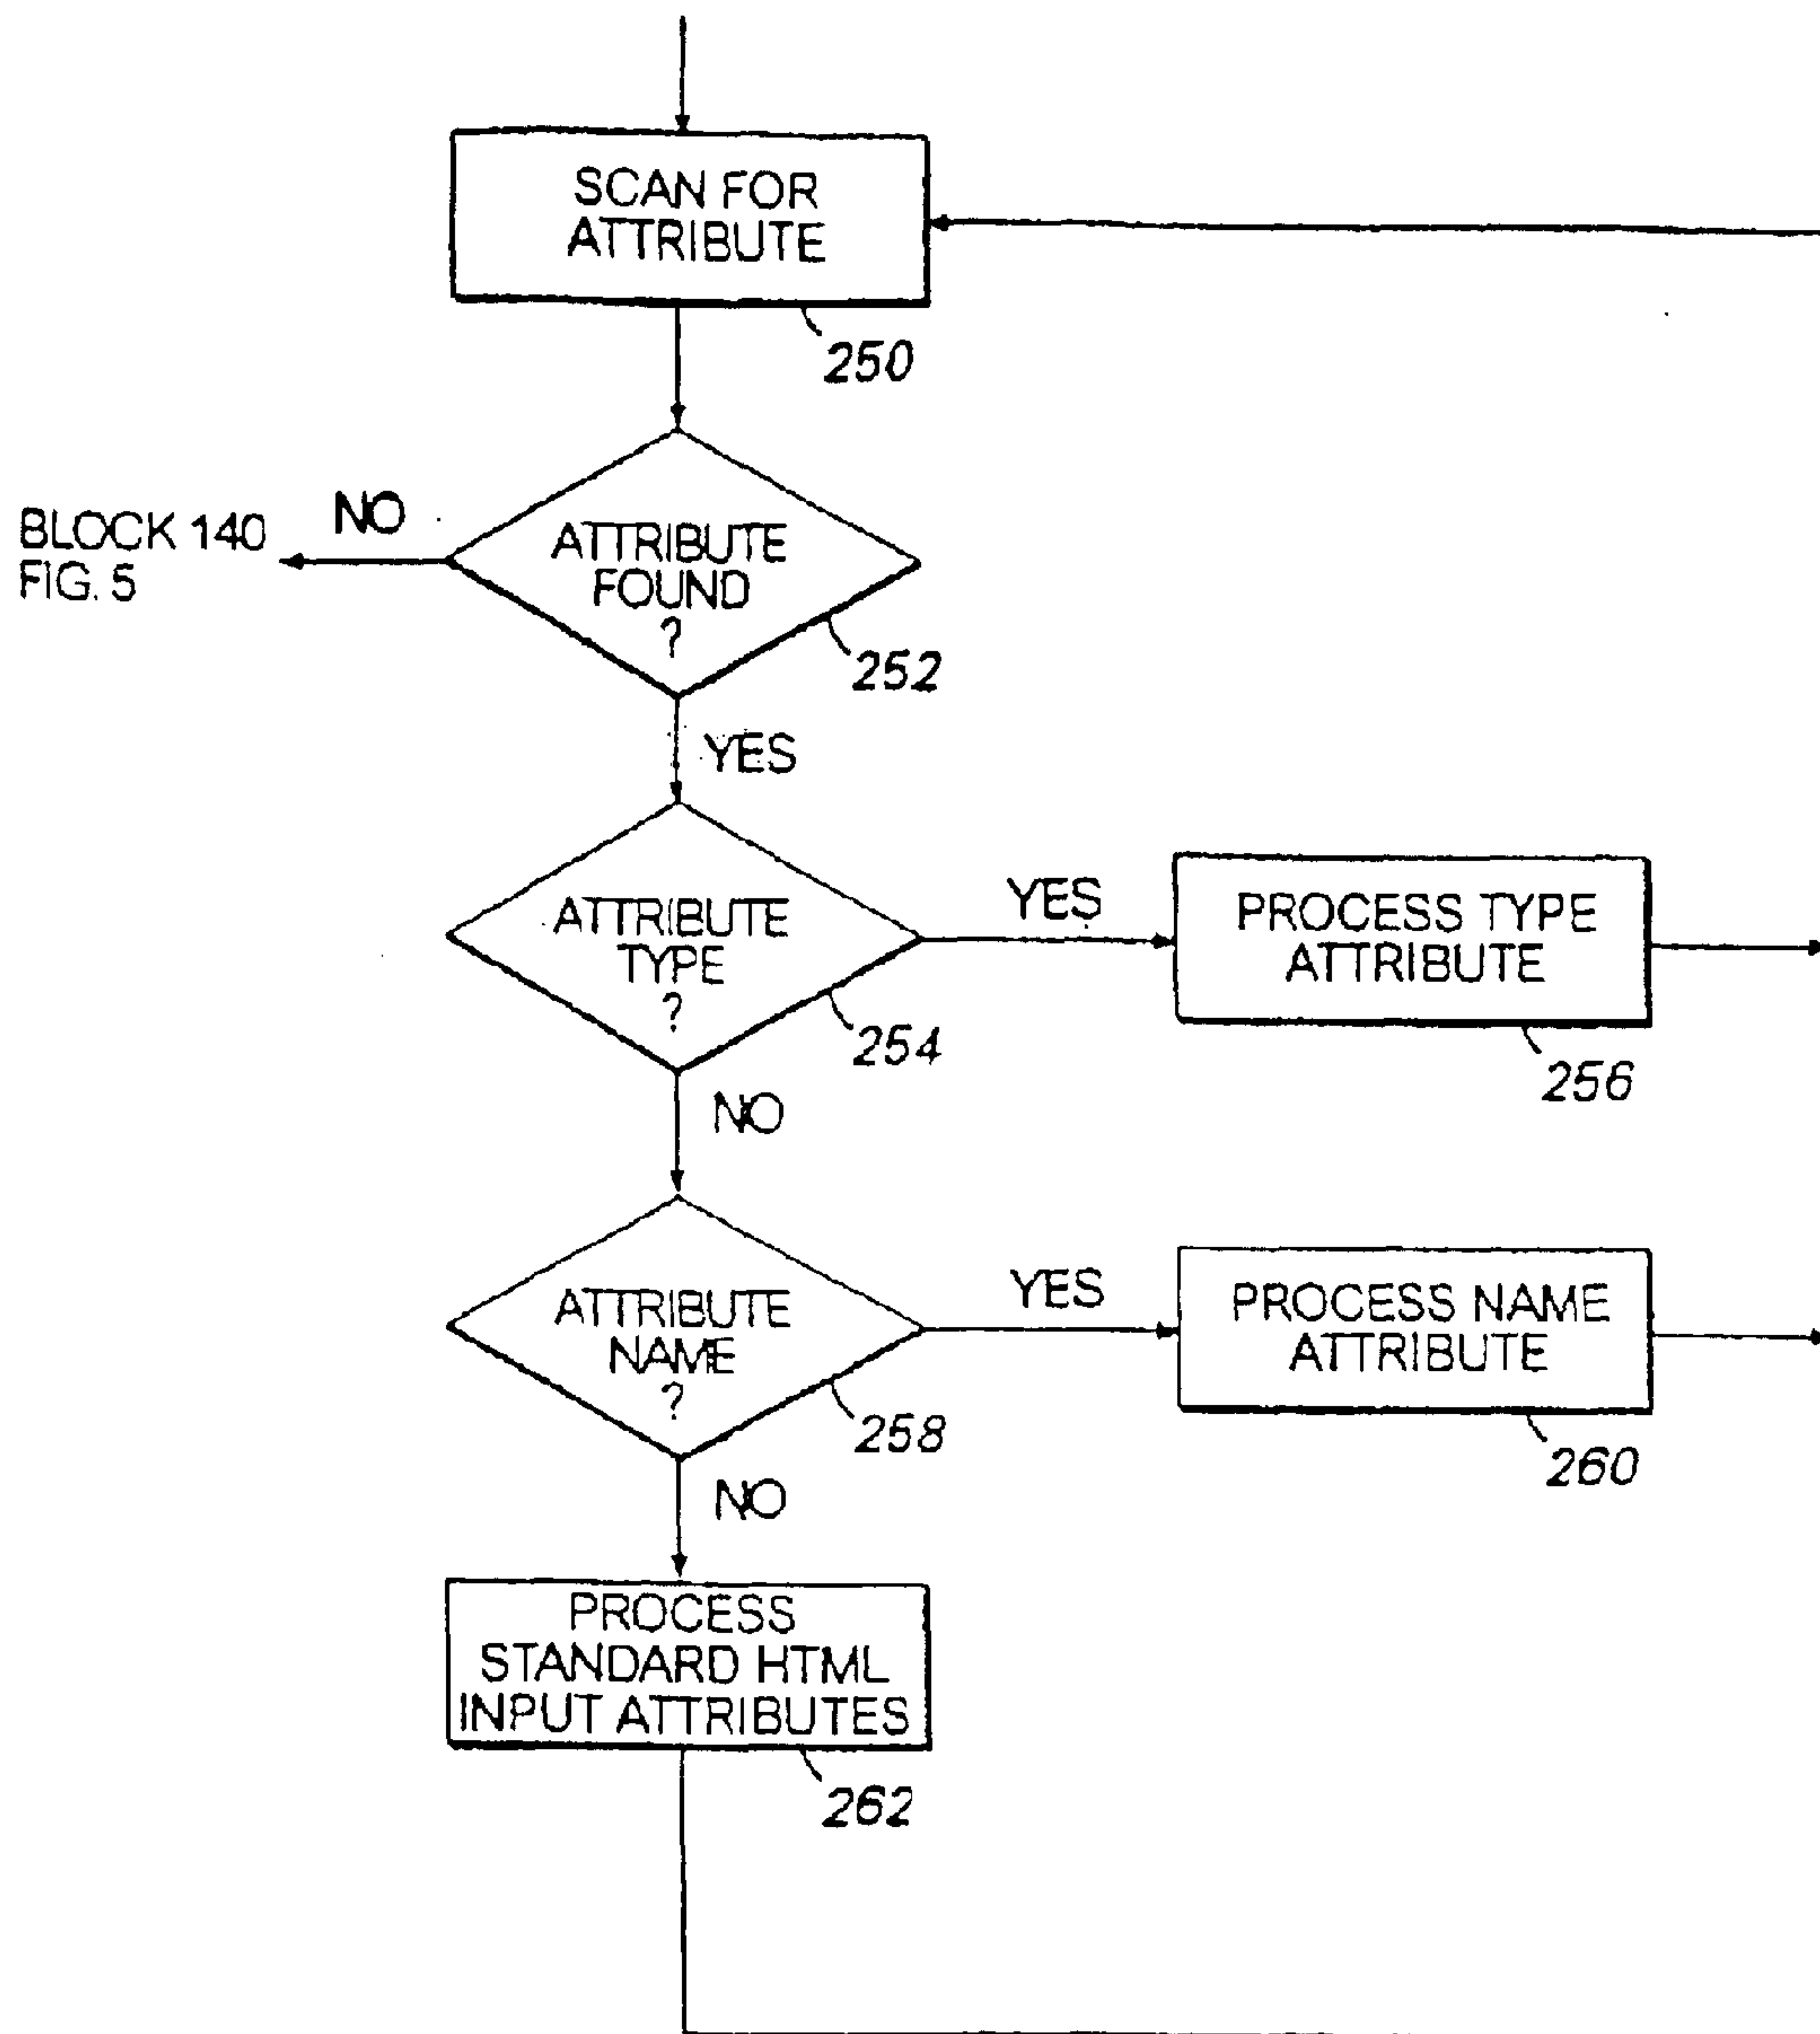 SCAN FOR
ATTRIBUTE
250
BLOCK 140
FIG. 5
NO
ATTRIBUTE
FOUND
?
252
YES
ATTRIBUTE
TYPE
?
254
YES
PROCESS TYPE
ATTRIBUTE
256
NO
ATTRIBUTE
NAME
?
258
YES
PROCESS NAME
ATTRIBUTE
260
NO
PROCESS
STANDARD HTML
INPUT ATTRIBUTES
262